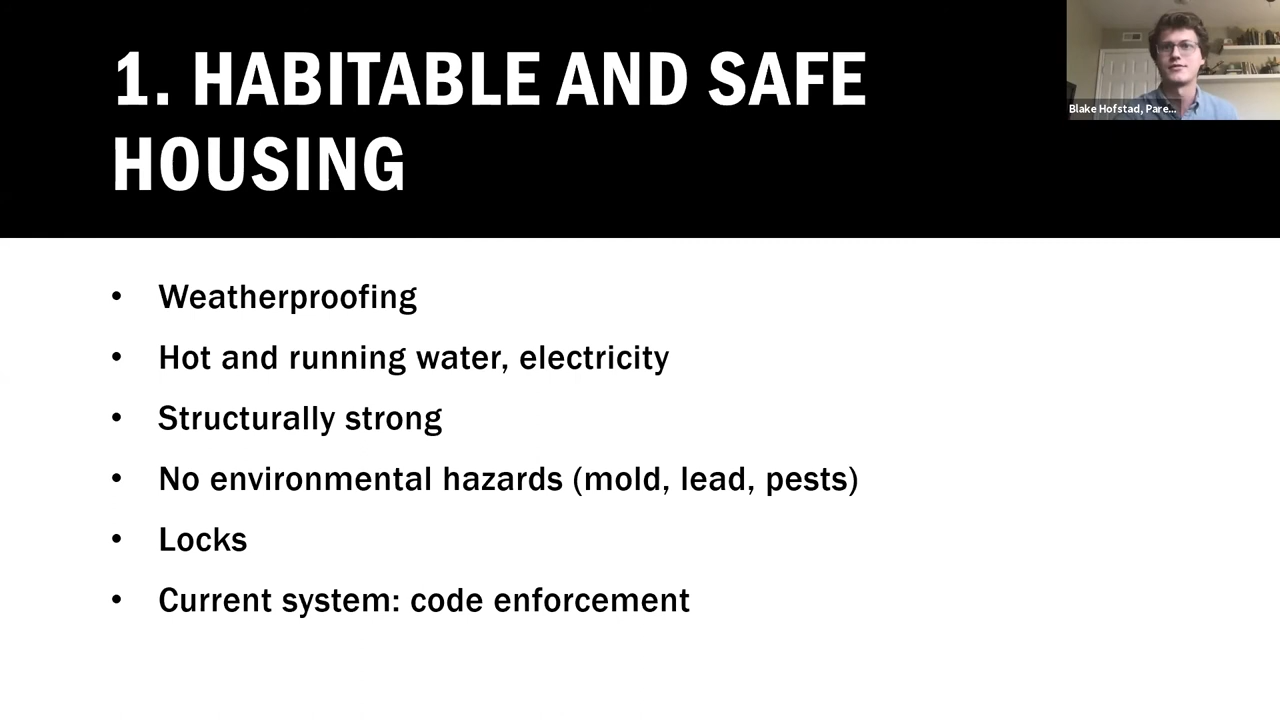 1. HABITABLE AND SAFE
HOUSING
Blake Hofstad, Pare...
• Weatherproofing
• Hot and running water, electricity
• Structurally strong
• No environmental hazards (mold, lead, pests)
• Locks
• Current system: code enforcement